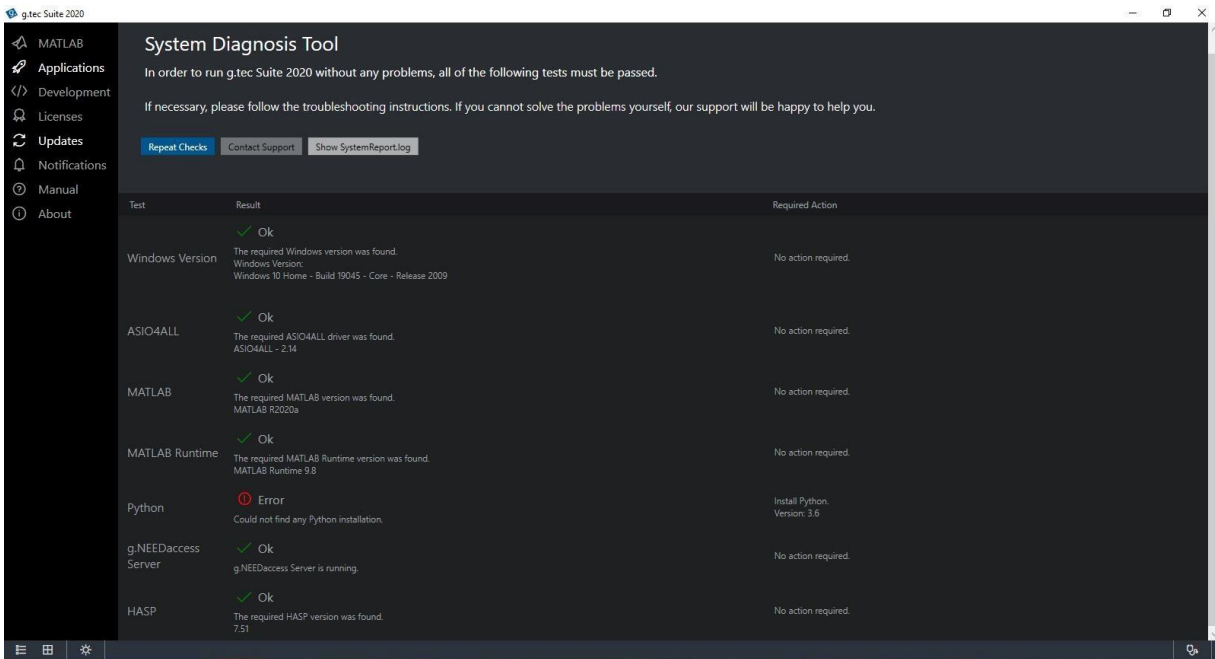 g.tec Suite 2020
MATLAB
Applications
Development
Licenses
Updates
Notifications
Manual
About
System Diagnosis Tool
In order to run g.tec Suite 2020 without any problems, all of the following tests must be passed.
If necessary, please follow the troubleshooting instructions. If you cannot solve the problems yourself, our support will be happy to help you.
Repeat Checks Contact Support Show SystemReport.log
Test Result Required Action
Windows Version
Ok
The required Windows version was found.
Windows Version:
Windows 10 Home - Build 19045 - Core - Release 2009
No action required.
ASIO4ALL
Ok
The required ASIO4ALL driver was found.
ASIO4ALL - 2.14
No action required.
MATLAB
Ok
The required MATLAB version was found.
MATLAB R2020a
No action required.
MATLAB Runtime
Ok
The required MATLAB Runtime version was found.
MATLAB Runtime 9.8
No action required.
Python
Error
Could not find any Python installation.
Install Python.
Version: 3.6
g.NEEDaccess
Server
Ok
g.NEEDaccess Server is running.
No action required.
HASP
Ok
The required HASP version was found.
7.51
No action required.